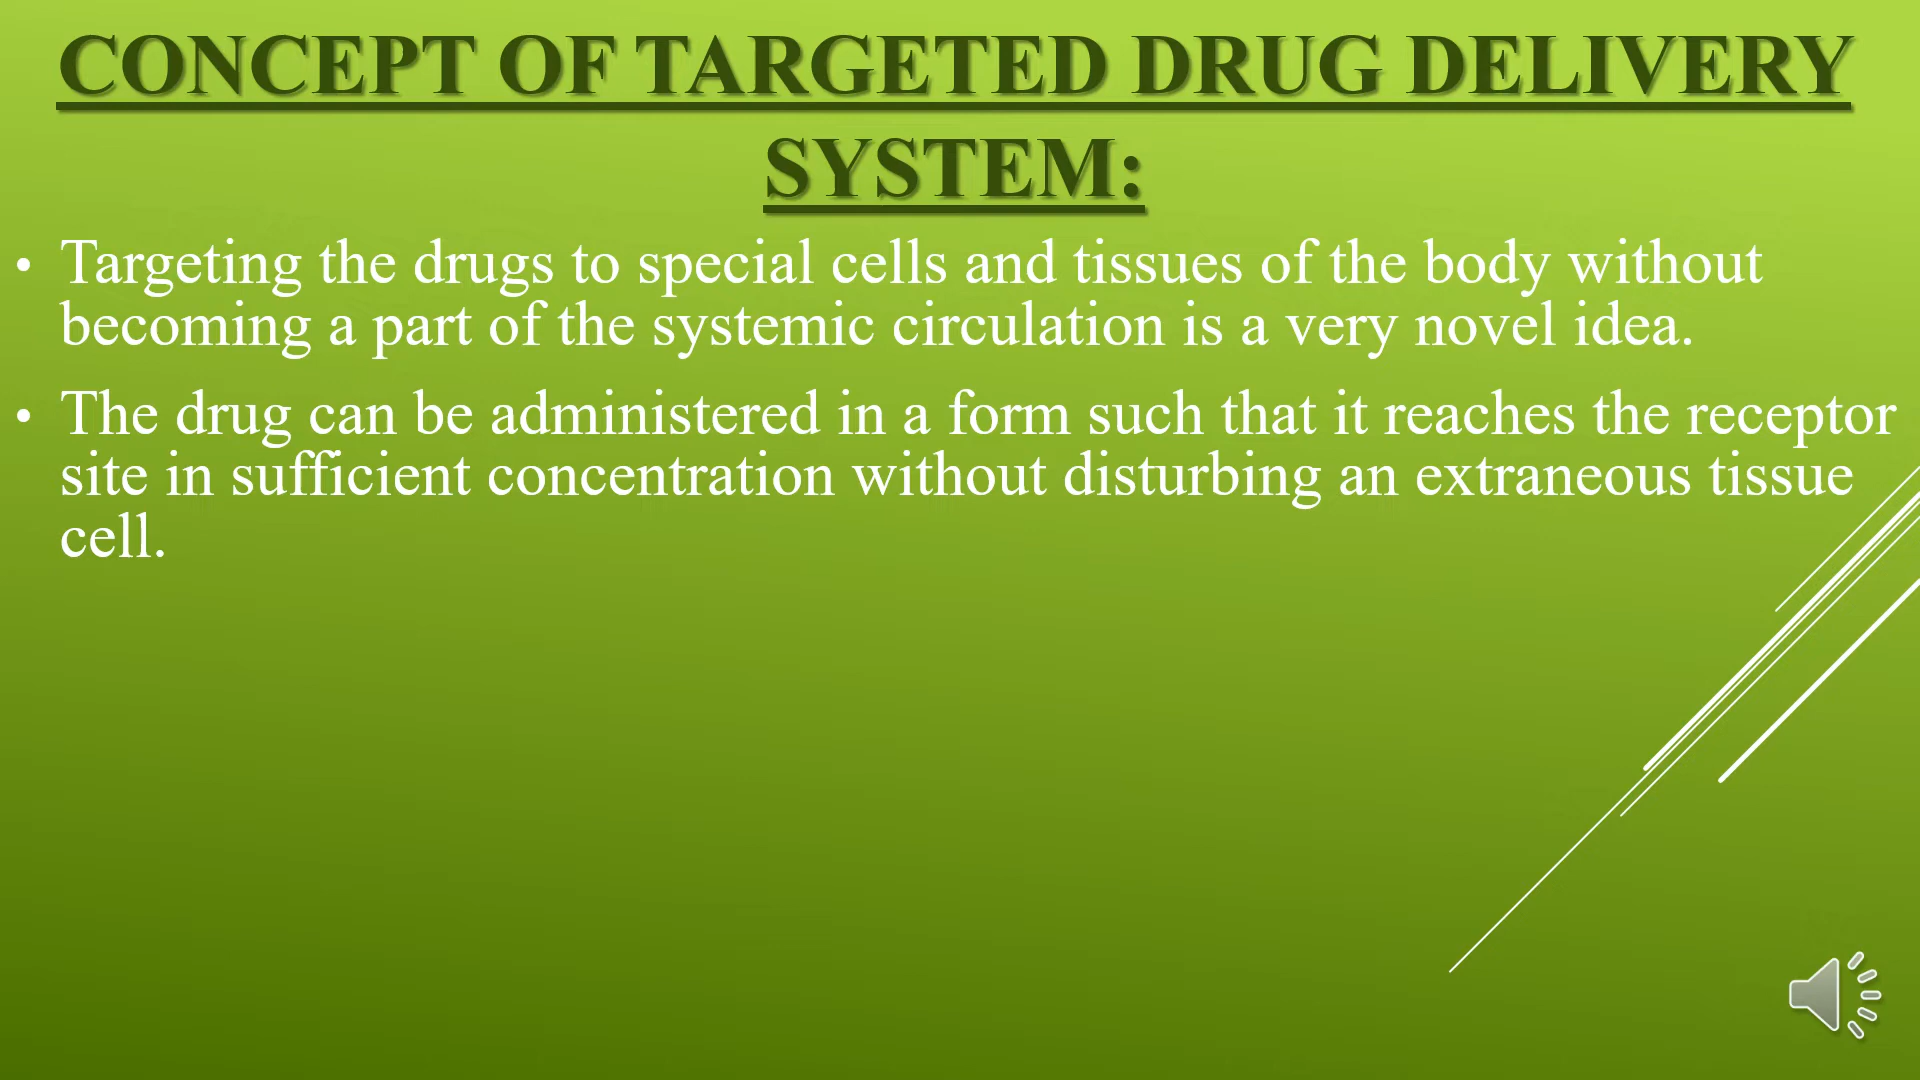 CONCEPT OF TARGETED DRUG DELIVERY
SYSTEM:
• Targeting the drugs to special cells and tissues of the body without
becoming a part of the systemic circulation is a very novel idea.
• The drug can be administered in a form such that it reaches the receptor
site in sufficient concentration without disturbing an extraneous tissue
cell.